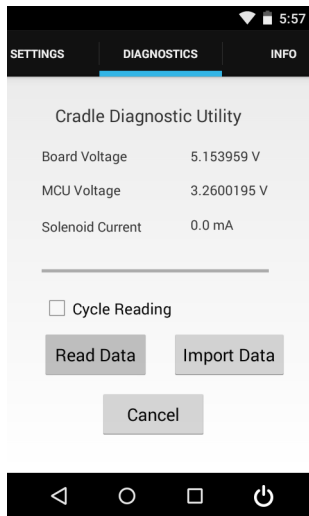 5:57
SETTINGS DIAGNOSTICS INFO
Cradle Diagnostic Utility
Board Voltage 5.153959 V
MCU Voltage 3.2600195 V
Solenoid Current 0.0 mA
Cycle Reading
Read Data Import Data
Cancel